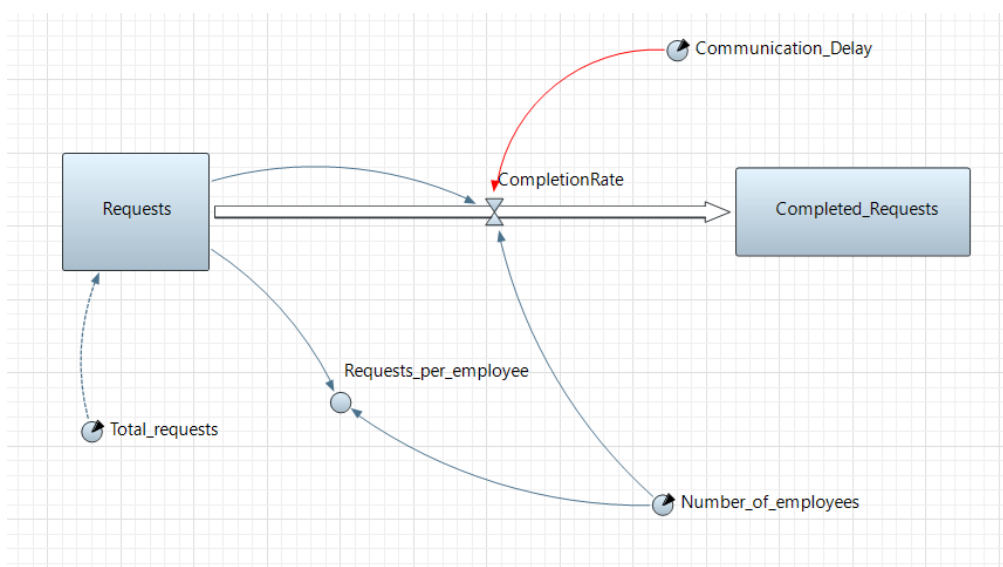 Communication_Delay
CompletionRate
Requests
Completed_Requests
Requests_per_employee
Total_requests
Number_of_employees